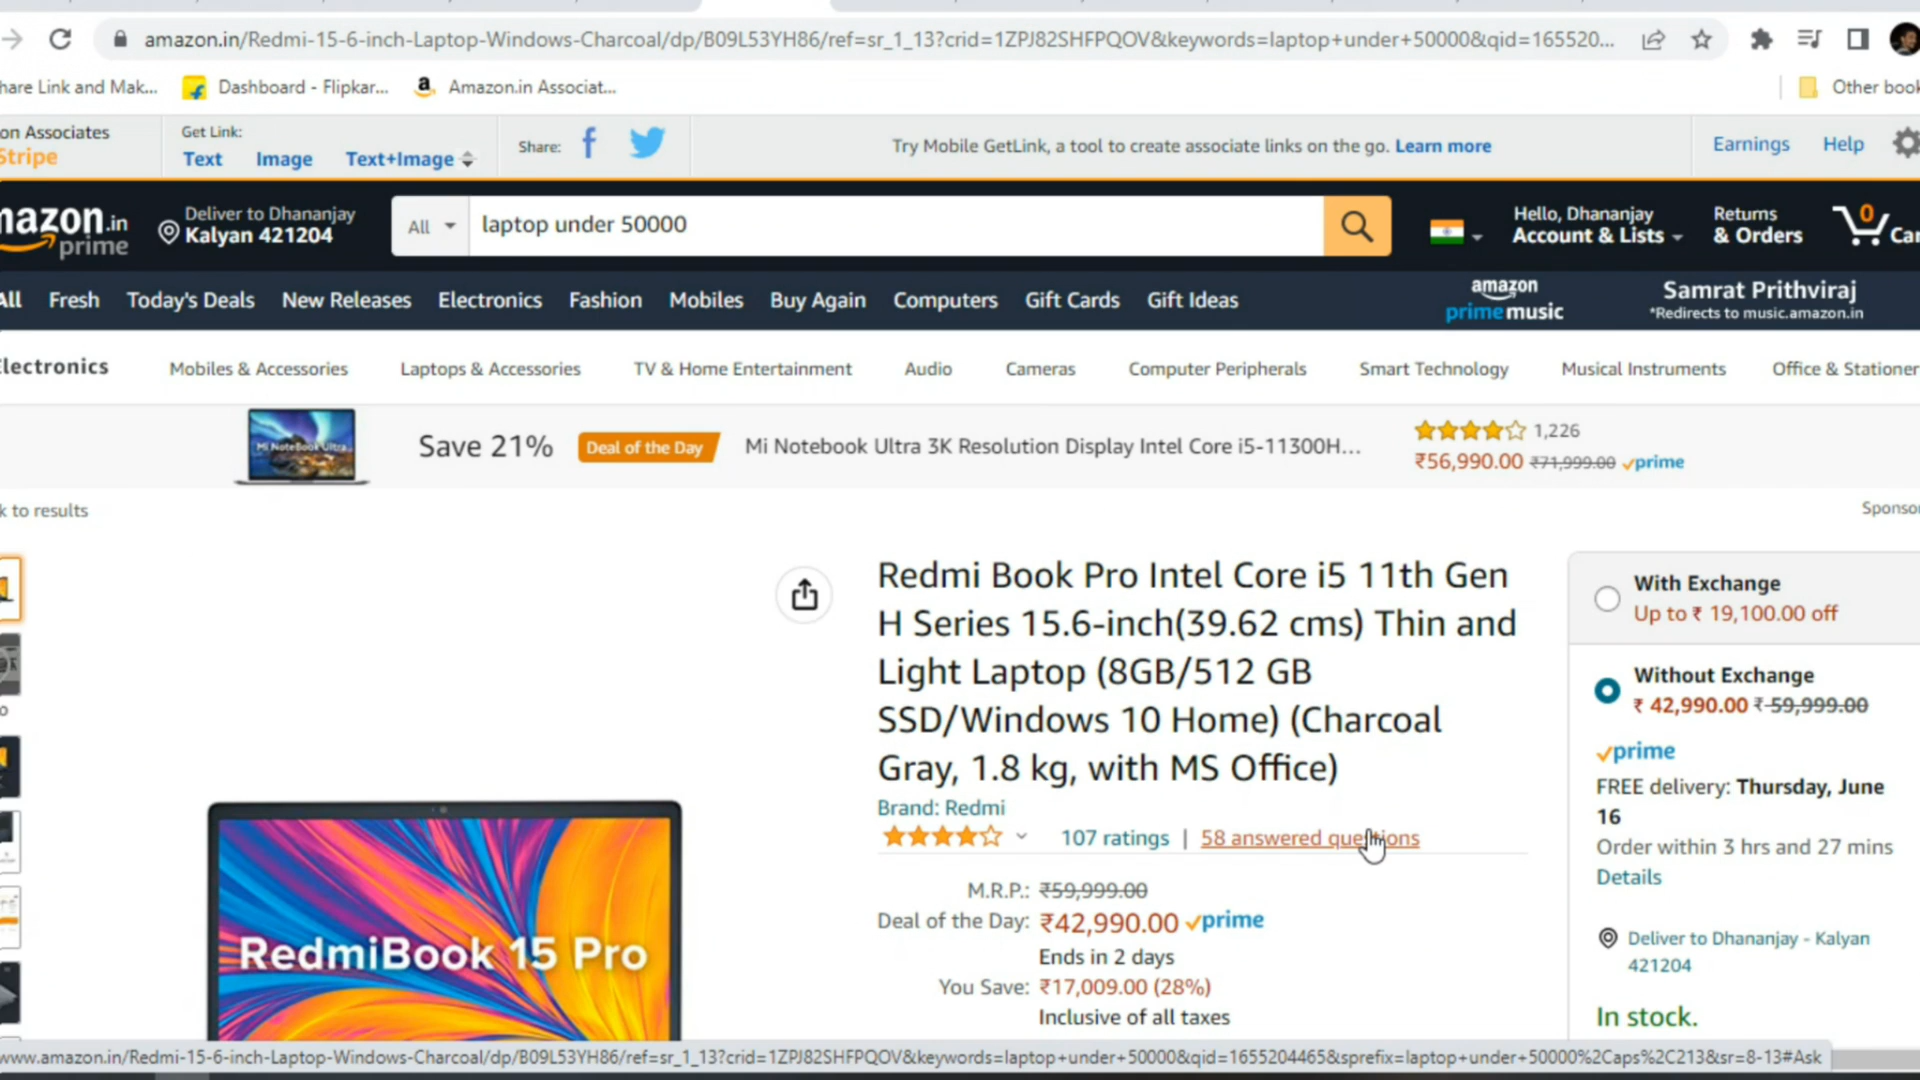 amazon.in/Redmi-15-6-inch-Laptop-Windows-Charcoal/dp/B09L53YH86/ref=sr_1_13?crid=1ZPJ82SHFPQOV&keywords=laptop+under+50000&qid=165520...
hare Link and Mak...
Dashboard - Flipkar...
Amazon.in Associat...
Other book
on Associates
Stripe
Get Link:
Text
Image
Text+Image
Share:
Try Mobile GetLink, a tool to create associate links on the go. Learn more
Earnings
Help
mazon.in
prime
Deliver to Dhananjay
Kalyan 421204
All
laptop under 50000
Hello, Dhananjay
Account & Lists
Returns
& Orders
0
Car
All
Fresh
Today's Deals
New Releases
Electronics
Fashion
Mobiles
Buy Again
Computers
Gift Cards
Gift Ideas
amazon
prime music
Samrat Prithviraj
*Redirects to music.amazon.in
Electronics
Mobiles & Accessories
Laptops & Accessories
TV & Home Entertainment
Audio
Cameras
Computer Peripherals
Smart Technology
Musical Instruments
Office & Stationer
Mi NoteBook Ultra
Save 21%
Deal of the Day
Mi Notebook Ultra 3K Resolution Display Intel Core i5-11300H...
1,226
₹56,990.00 ₹71,999.00 prime
k to results
Sponso
Redmi Book Pro Intel Core i5 11th Gen
H Series 15.6-inch(39.62 cms) Thin and
Light Laptop (8GB/512 GB
SSD/Windows 10 Home) (Charcoal
Gray, 1.8 kg, with MS Office)
Brand: Redmi
107 ratings | 58 answered questions
M.R.P.: ₹59,999.00
Deal of the Day: ₹42,990.00 prime
Ends in 2 days
You Save: ₹17,009.00 (28%)
Inclusive of all taxes
RedmiBook 15 Pro
With Exchange
Up to ₹ 19,100.00 off
Without Exchange
₹ 42,990.00 ₹ 59,999.00
prime
FREE delivery: Thursday, June
16
Order within 3 hrs and 27 mins
Details
Deliver to Dhananjay - Kalyan
421204
In stock.
www.amazon.in/Redmi-15-6-inch-Laptop-Windows-Charcoal/dp/B09L53YH86/ref=sr_1_13?crid=1ZPJ82SHFPQOV&keywords=laptop+under+50000&qid=1655204465&sprefix=laptop+under+50000%2Caps%2C213&sr=8-13#Ask